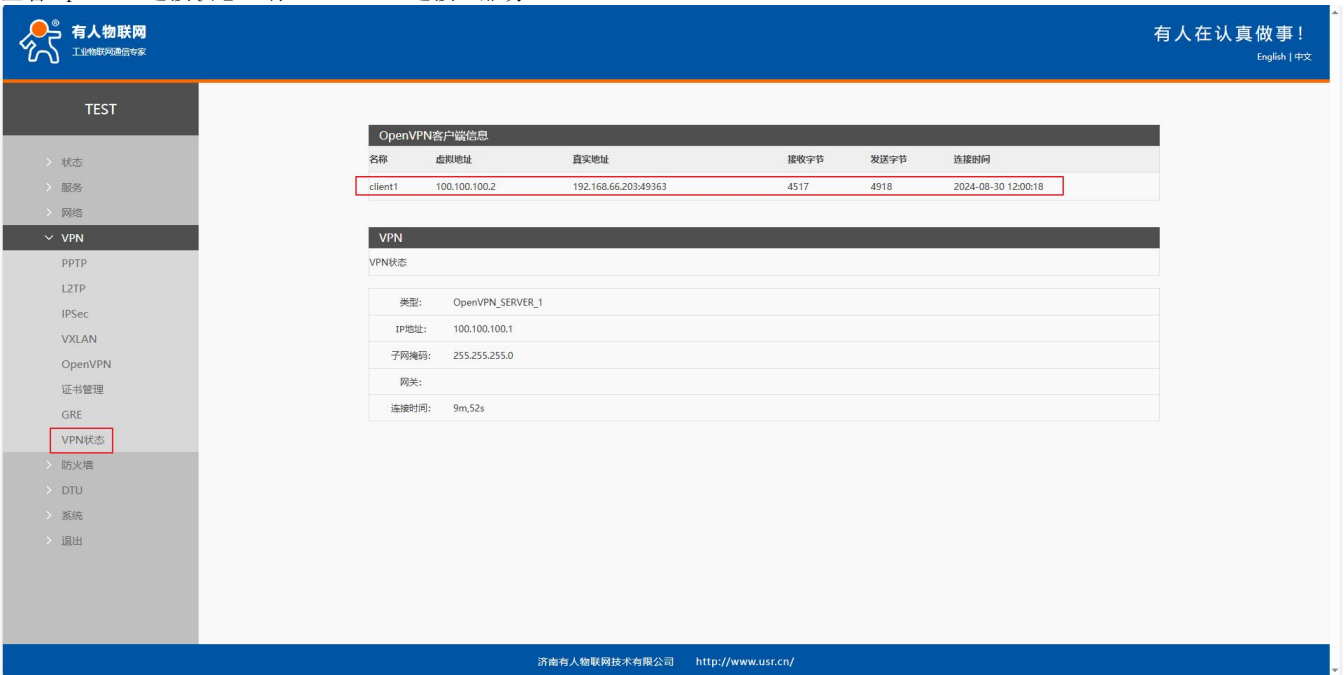 有人物联网
工业物联网通信专家
有人在认真做事！
English | 中文
TEST
状态
服务
网络
VPN
PPTP
L2TP
IPSec
VXLAN
OpenVPN
证书管理
GRE
VPN状态
防火墙
DTU
系统
退出
OpenVPN客户端信息
名称 虚拟地址 真实地址 接收字节 发送字节 连接时间
client1 100.100.100.2 192.168.66.203:49363 4517 4918 2024-08-30 12:00:18
VPN
VPN状态
类型: OpenVPN_SERVER_1
IP地址: 100.100.100.1
子网掩码: 255.255.255.0
网关:
连接时间: 9m,52s
济南有人物联网技术有限公司 http://www.usr.cn/